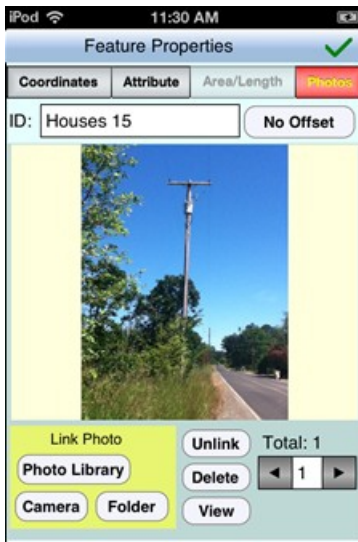 iPod 11:30 AM
Feature Properties
Coordinates Attribute Area/Length Photos
ID: Houses 15 No Offset
Link Photo Unlink Total: 1
Photo Library Delete ◄ 1 ►
Camera Folder View